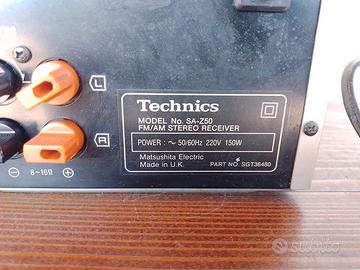 L
Technics
MODEL No. SA-Z50
FM/AM STEREO RECEIVER
POWER : ~ 50/60Hz 220V 150W
Matsushita Electric
Made in U.K.
PART NO. SGT36480
R
8~16Ω
subito